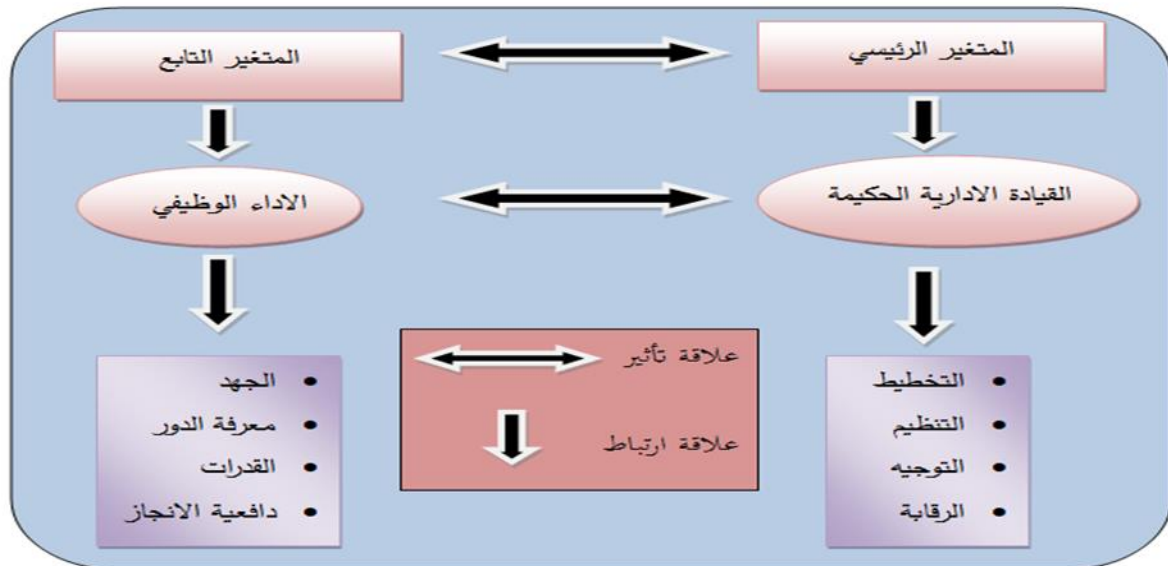 المتغير الرئيسي
المتغير التابع
القيادة الادارية الحكيمة
الاداء الوظيفي
• التخطيط
• التنظيم
• التوجيه
• الرقابة
علاقة تأثير
علاقة ارتباط
• الجهد
• معرفة الدور
• القدرات
• دافعية الانجاز